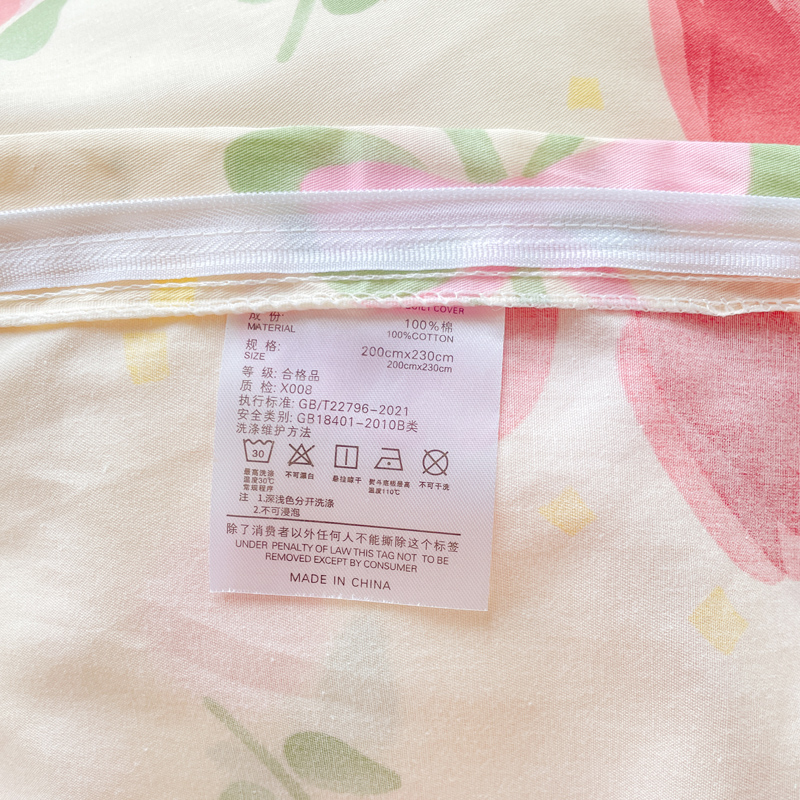 QUILT COVER
成 份:
100%棉
MATERIAL
100%COTTON
规 格:
200cmx230cm
SIZE
200cmx230cm
等 级: 合格品
质 检: X008
执行标准: GB/T22796-2021
安全类别: GB18401-2010B类
洗涤维护方法
30
最高洗涤
温度30℃
常规程序
不可漂白
悬挂晾干
熨斗底板最高
温度110℃
不可干洗
注 1.深浅色分开洗涤
2.不可浸泡
除了消费者以外任何人不能撕除这个标签
UNDER PENALTY OF LAW THIS TAG NOT TO BE
REMOVED EXCEPT BY CONSUMER
MADE IN CHINA